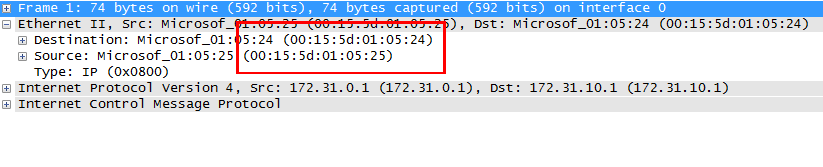 Frame 1: 74 bytes on wire (592 bits), 74 bytes captured (592 bits) on interface 0
Ethernet II, Src: Microsof_01:05:25 (00:15:5d:01:05:25), Dst: Microsof_01:05:24 (00:15:5d:01:05:24)
Destination: Microsof_01:05:24 (00:15:5d:01:05:24)
Source: Microsof_01:05:25 (00:15:5d:01:05:25)
Type: IP (0x0800)
Internet Protocol Version 4, Src: 172.31.0.1 (172.31.0.1), Dst: 172.31.10.1 (172.31.10.1)
Internet Control Message Protocol